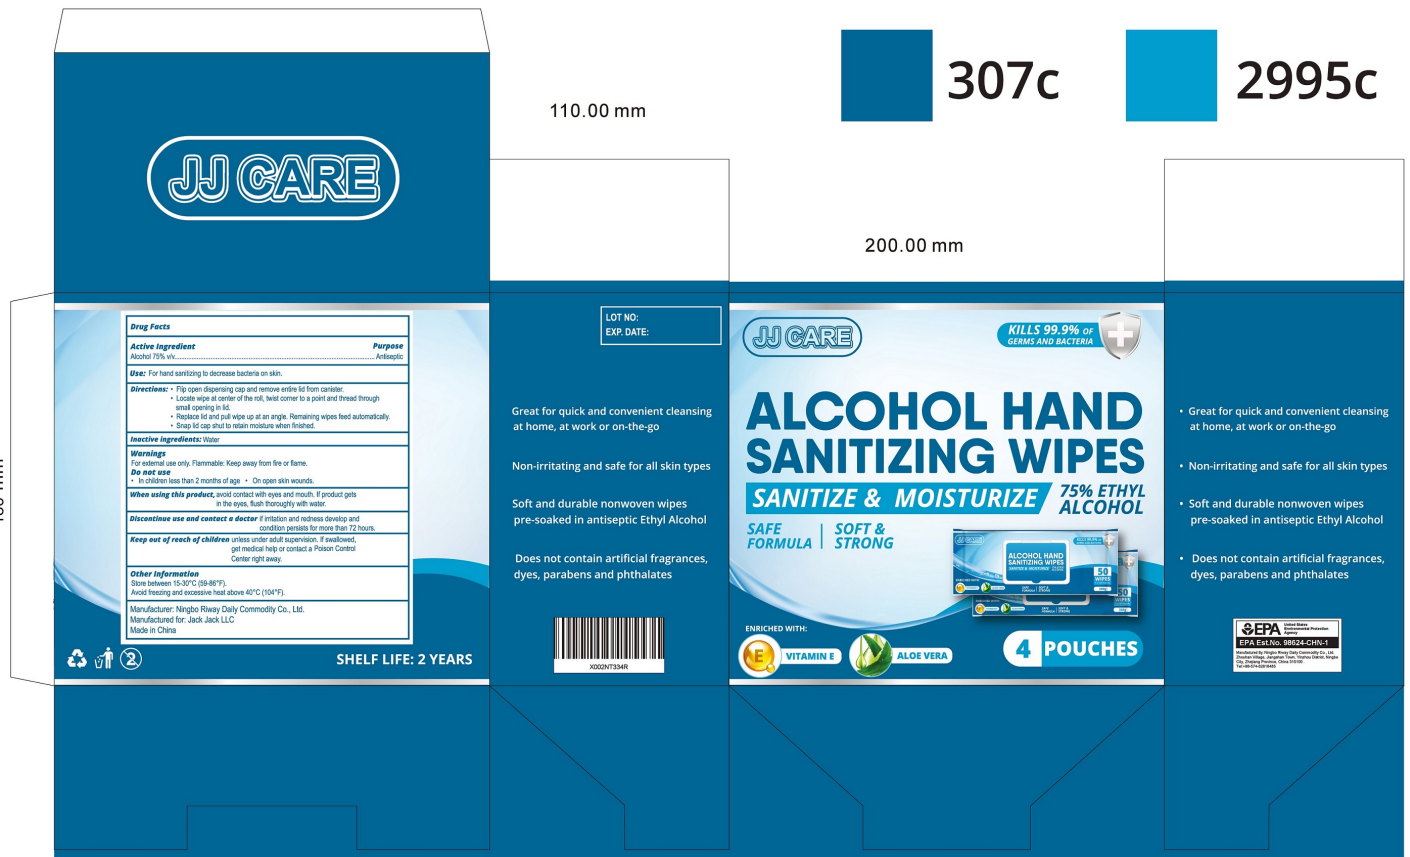 307c
2995c
110.00 mm
200.00 mm
JJ CARE
Drug Facts
Active Ingredient Purpose
Alcohol 75% v/v Antiseptic
Use: For hand sanitizing to decrease bacteria on skin.
Directions: • Flip open dispensing cap and remove entire lid from canister.
• Locate wipe at center of the roll, twist corner to a point and thread through
small opening in lid.
• Replace lid and pull wipe up at an angle. Remaining wipes feed automatically.
• Snap lid cap shut to retain moisture when finished.
Inactive ingredients: Water
Warnings
For external use only. Flammable: Keep away from fire or flame.
Do not use
• In children less than 2 months of age • On open skin wounds.
When using this product, avoid contact with eyes and mouth. If product gets
in the eyes, flush thoroughly with water.
Discontinue use and contact a doctor if irritation and redness develop and
condition persists for more than 72 hours.
Keep out of reach of children unless under adult supervision. If swallowed,
get medical help or contact a Poison Control
Center right away.
Other Information
Store between 15-30°C (59-86°F).
Avoid freezing and excessive heat above 40°C (104°F).
Manufacturer: Ningbo Riway Daily Commodity Co., Ltd.
Manufactured for: Jack Jack LLC
Made in China
2
SHELF LIFE: 2 YEARS
LOT NO:
EXP. DATE:
Great for quick and convenient cleansing
at home, at work or on-the-go
Non-irritating and safe for all skin types
Soft and durable nonwoven wipes
pre-soaked in antiseptic Ethyl Alcohol
Does not contain artificial fragrances,
dyes, parabens and phthalates
X002NT334R
JJ CARE
KILLS 99.9% OF
GERMS AND BACTERIA
ALCOHOL HAND
SANITIZING WIPES
SANITIZE & MOISTURIZE
75% ETHYL
ALCOHOL
SAFE
FORMULA
SOFT &
STRONG
ALCOHOL HAND
SANITIZING WIPES
SANITIZE & MOISTURIZE
50
WIPES
ENRICHED WITH:
E
VITAMIN E
ALOE VERA
4 POUCHES
• Great for quick and convenient cleansing
at home, at work or on-the-go
• Non-irritating and safe for all skin types
• Soft and durable nonwoven wipes
pre-soaked in antiseptic Ethyl Alcohol
• Does not contain artificial fragrances,
dyes, parabens and phthalates
EPA
United States
Environmental Protection
Agency
EPA Est.No. 98624-CHN-1
Manufactured By: Ningbo Riway Daily Commodity Co., Ltd.